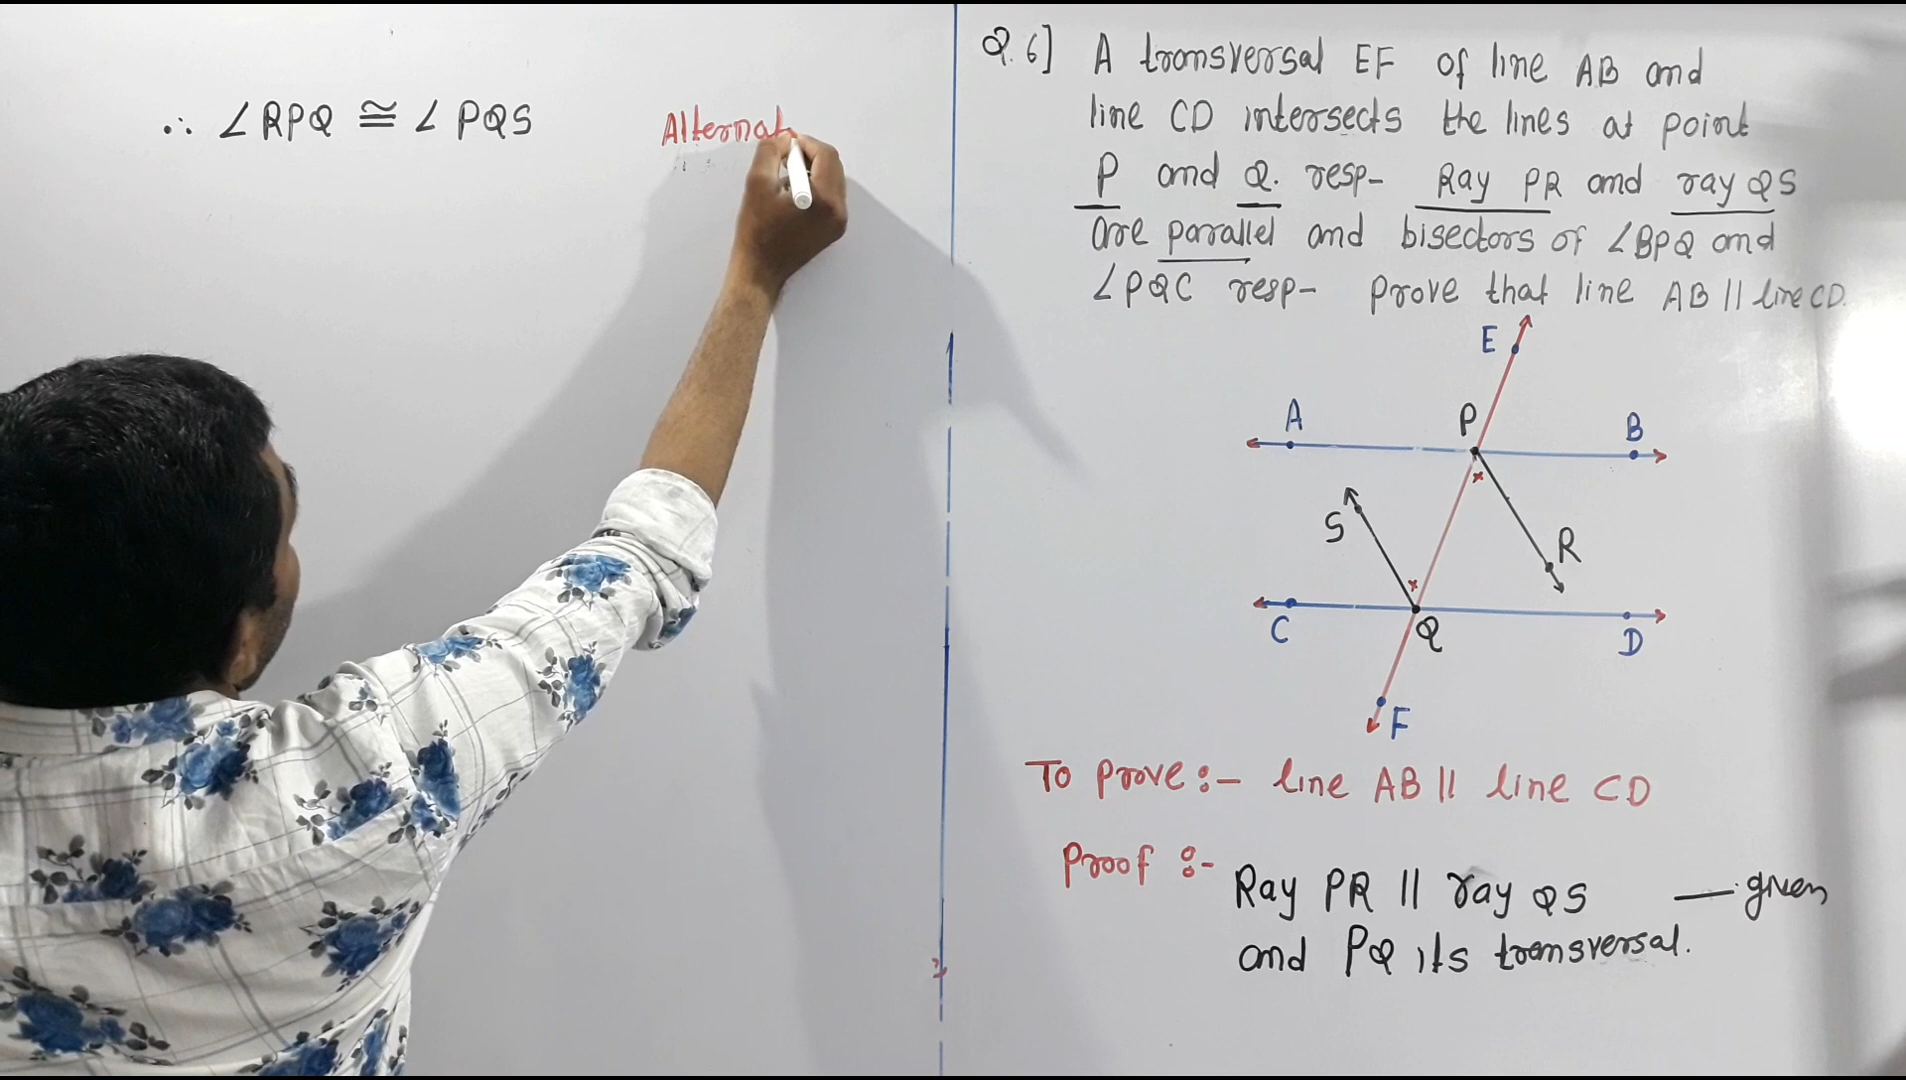 ∴ ∠RPQ ≅ ∠PQS Alternat
Q.6] A transversal EF of line AB and
line CD intersects the lines at point
P and Q. resp- Ray PR and ray QS
are parallel and bisectors of ∠BPQ and
∠PQC resp- prove that line AB || line CD.
E
A P B
S R
C Q D
F
To prove :- line AB || line CD
Proof :- Ray PR || ray QS — given
and PQ its transversal.